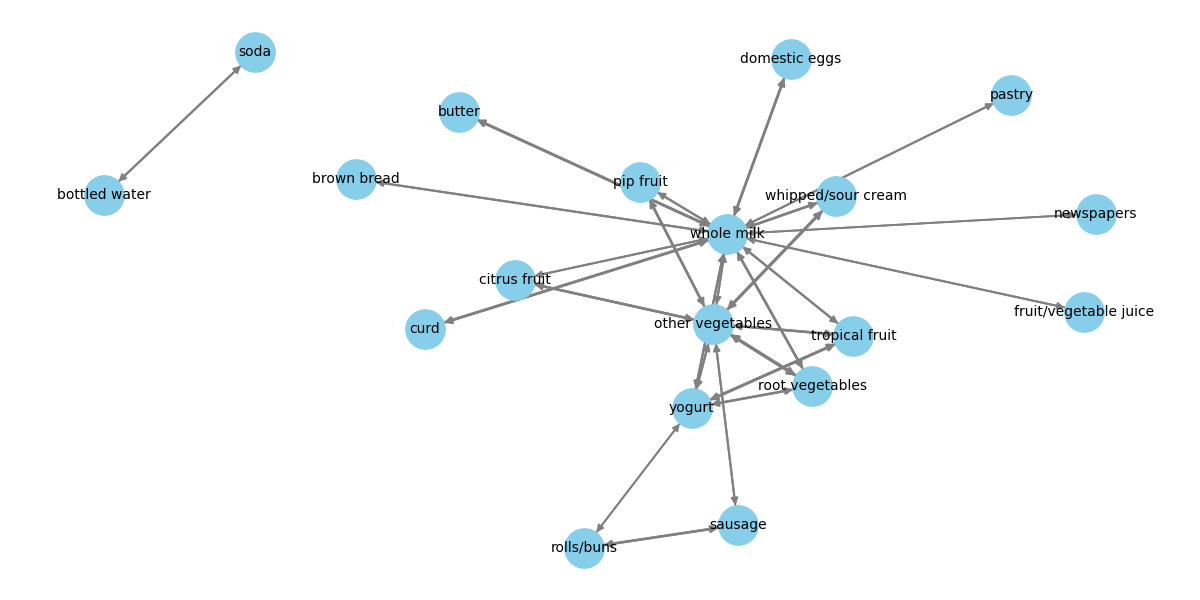 soda
domestic eggs
pastry
butter
brown bread
pip fruit
bottled water
whipped/sour cream
newspapers
whole milk
citrus fruit
fruit/vegetable juice
curd
other vegetables
tropical fruit
root vegetables
yogurt
sausage
rolls/buns